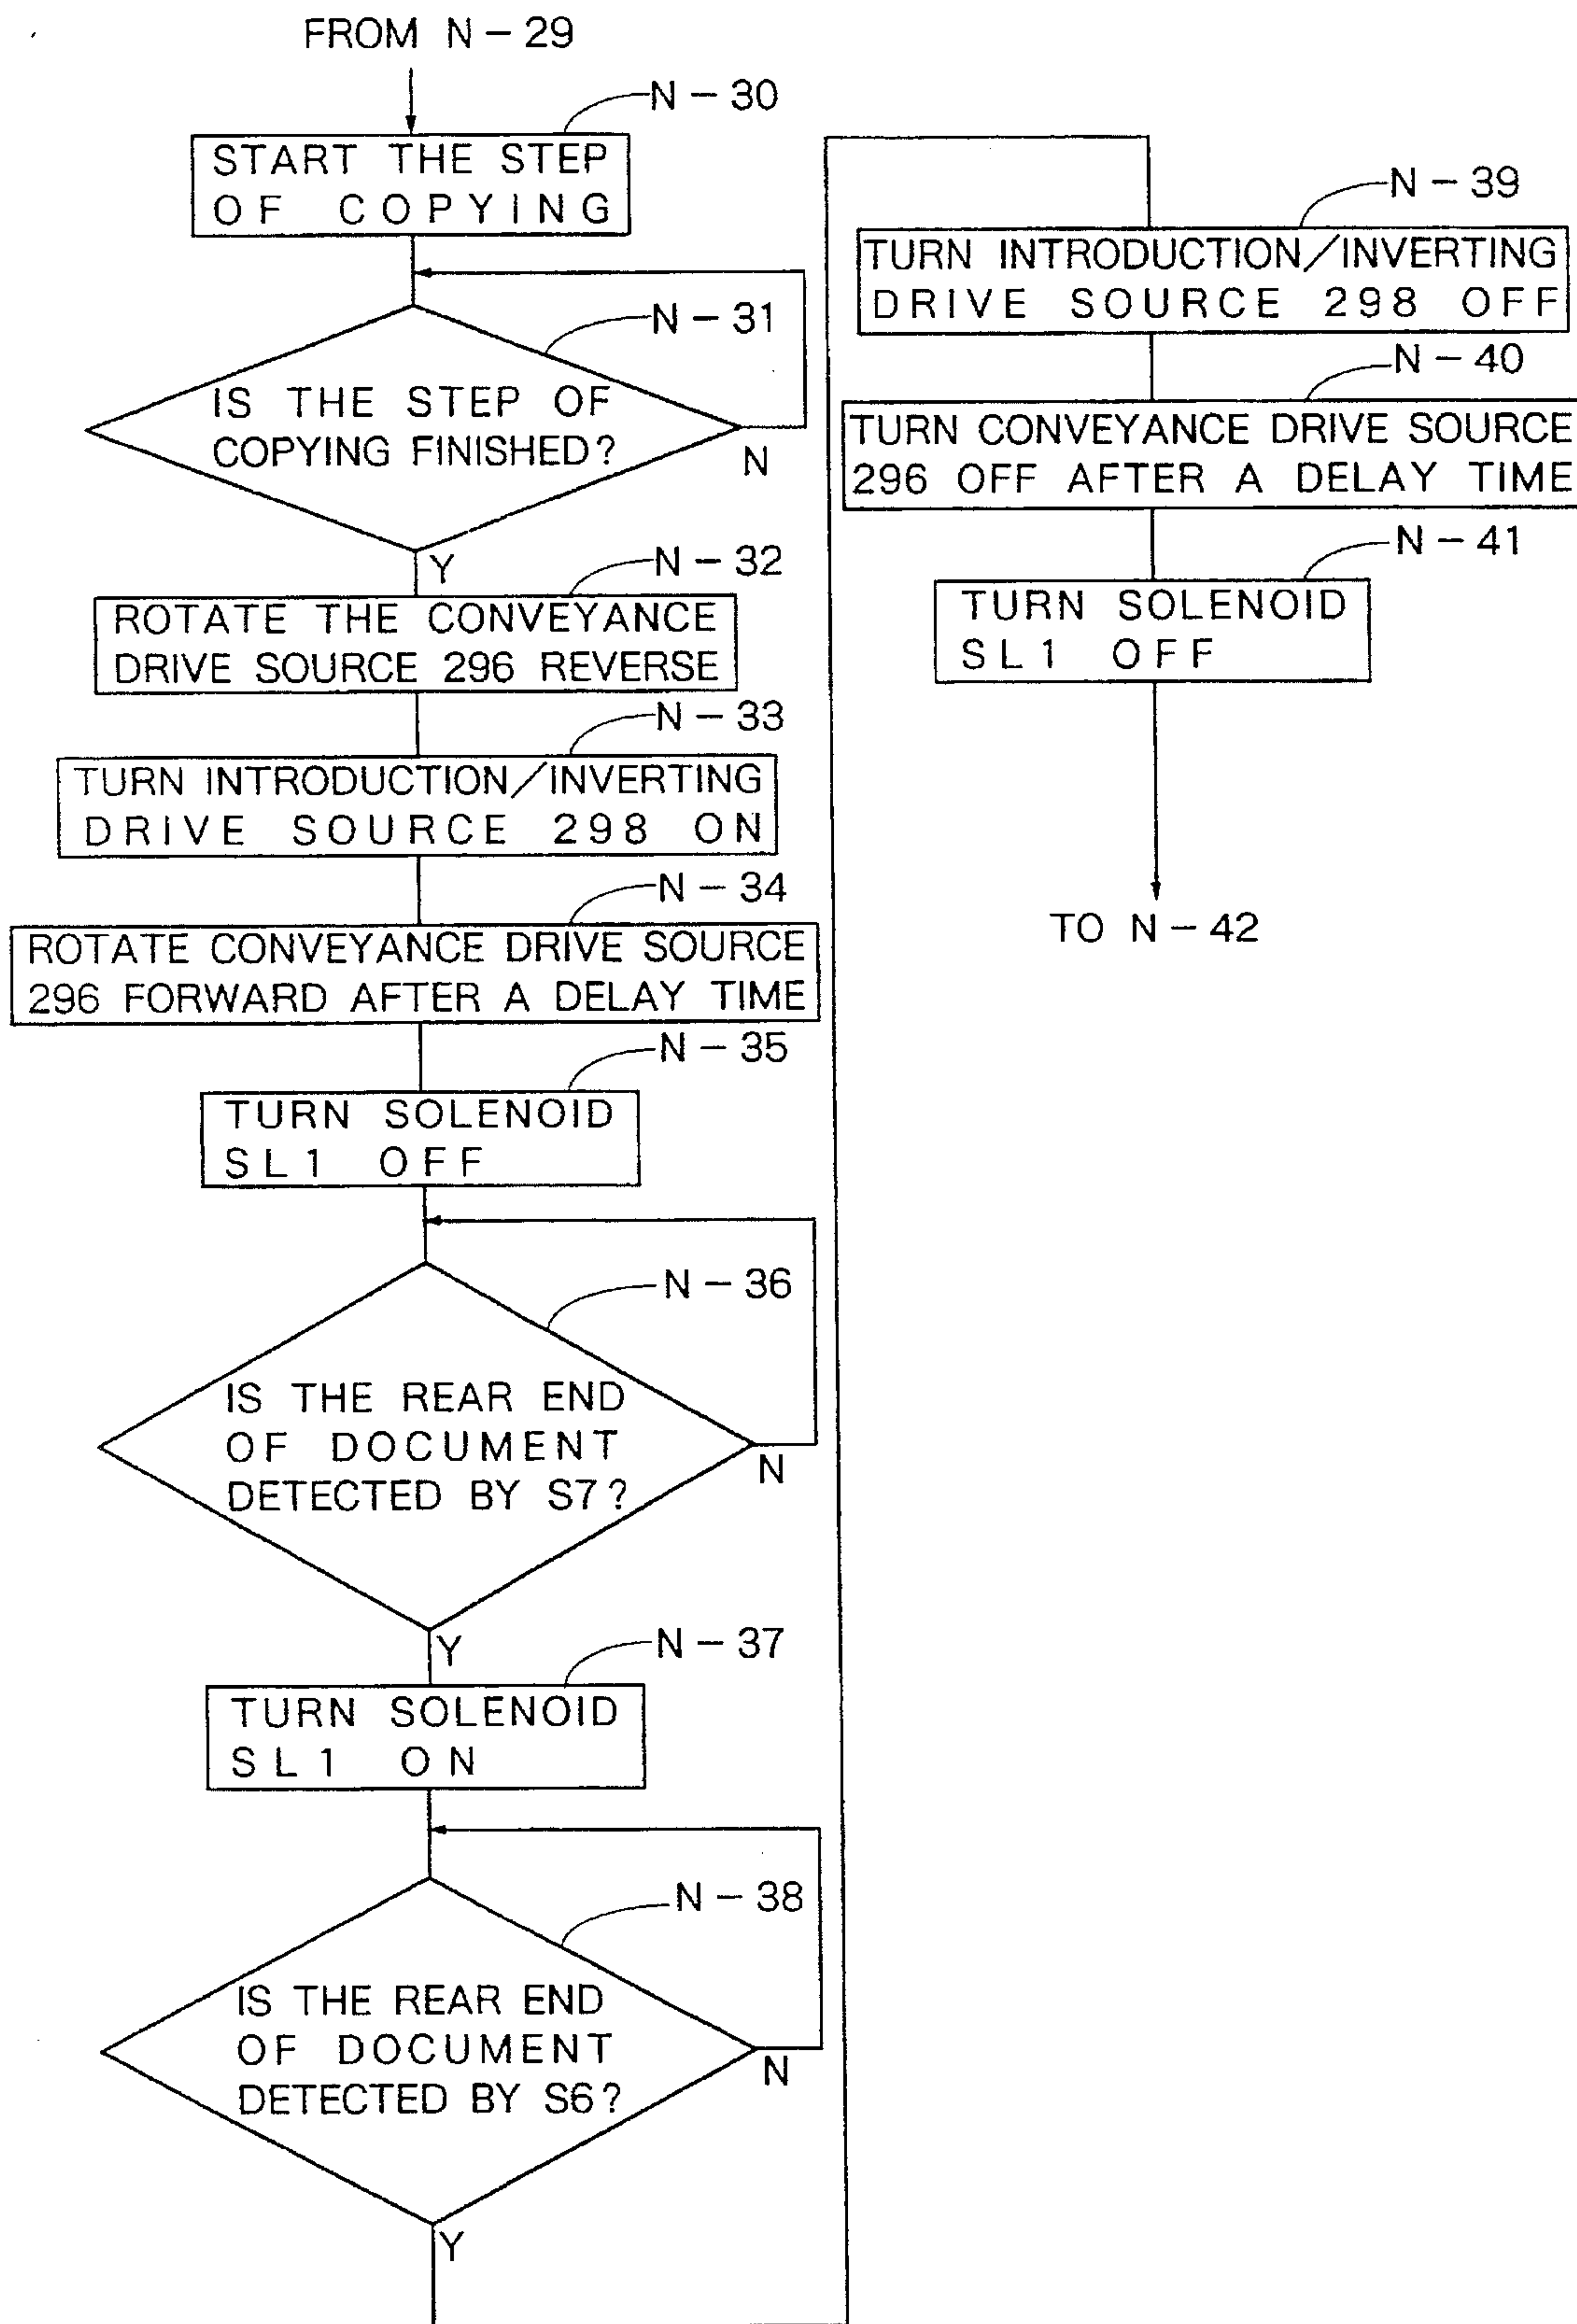 FROM N-29
N-30
START THE STEP
OF COPYING
N-31
IS THE STEP OF
COPYING FINISHED?
N
Y
N-32
ROTATE THE CONVEYANCE
DRIVE SOURCE 296 REVERSE
N-33
TURN INTRODUCTION/INVERTING
DRIVE SOURCE 298 ON
N-34
ROTATE CONVEYANCE DRIVE SOURCE
296 FORWARD AFTER A DELAY TIME
N-35
TURN SOLENOID
SL1 OFF
N-36
IS THE REAR END
OF DOCUMENT
DETECTED BY S7?
N
Y
N-37
TURN SOLENOID
SL1 ON
N-38
IS THE REAR END
OF DOCUMENT
DETECTED BY S6?
N
Y
N-39
TURN INTRODUCTION/INVERTING
DRIVE SOURCE 298 OFF
N-40
TURN CONVEYANCE DRIVE SOURCE
296 OFF AFTER A DELAY TIME
N-41
TURN SOLENOID
SL1 OFF
TO N-42